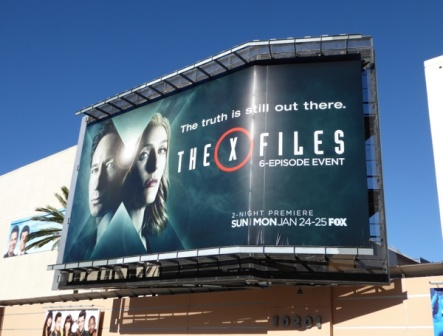 The truth is still out there.
THE X FILES
6-EPISODE EVENT
2-NIGHT PREMIERE
SUN|MON JAN 24-25 FOX
10201